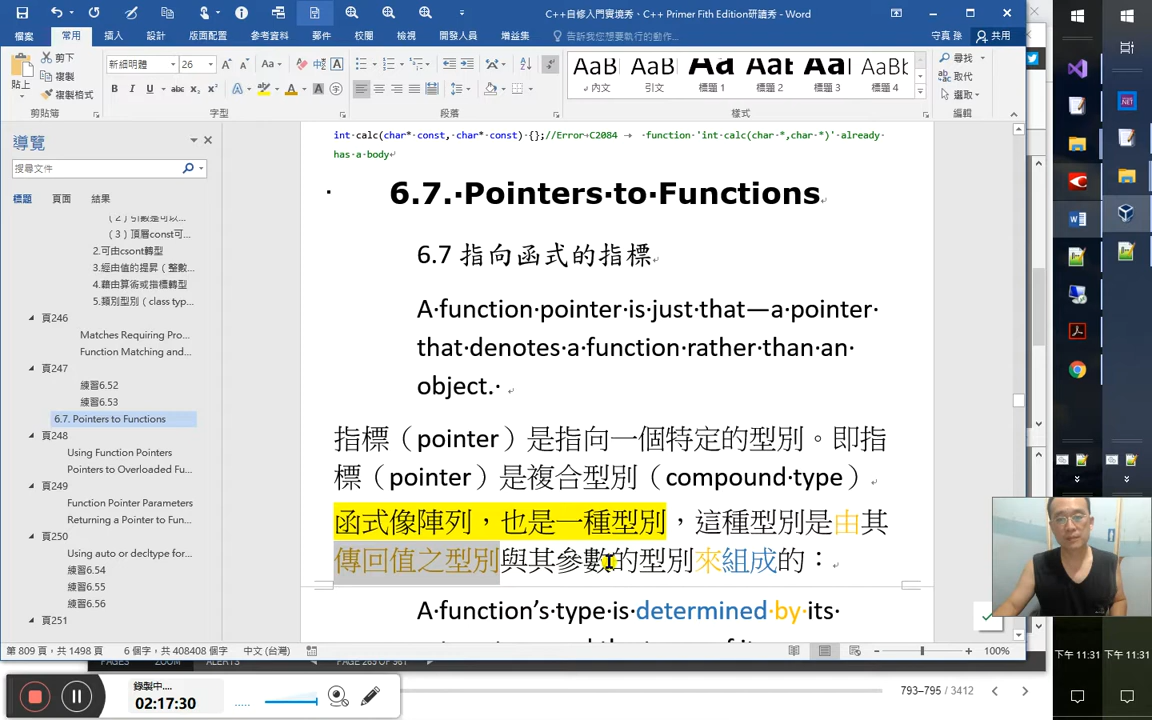 C++自修入門實境秀、C++ Primer Fifth Edition研讀秀 - Word
檔案 常用 插入 設計 版面配置 參考資料 郵件 校閱 檢視 開發人員 增益集 告訴我您想要執行的動作... 守真 孫 共用
貼上 剪下 複製 複製格式
新細明體 26
AaB AaB AaB AaB AaB AaBb
內文 內文 標題 1 標題 2 標題 3 標題 4
尋找 取代 選取
剪貼簿 字型 段落 樣式 編輯
導覽
搜尋文件
標題 頁面 結果
(3)頂層const可...
2.可由csont轉型
3.經由值的提昇(整數...
4.藉由算術或指標轉型
5.類別型別(class typ...
頁246
Matches Requiring Pro...
Function Matching and...
頁247
練習6.52
練習6.53
6.7. Pointers to Functions
頁248
Using Function Pointers
Pointers to Overloaded Fu...
頁249
Function Pointer Parameters
Returning a Pointer to Fun...
頁250
Using auto or decltype for...
練習6.54
練習6.55
練習6.56
頁251
int calc(char* const, char* const) {};//Error C2084 → function 'int calc(char *,char *)' already
has a body
6.7. Pointers to Functions
6.7 指向函式的指標
A function pointer is just that—a pointer
that denotes a function rather than an
object.
指標（pointer）是指向一個特定的型別。即指
標（pointer）是複合型別（compound type）
函式像陣列，也是一種型別，這種型別是由其
傳回值之型別與其參數的型別來組成的：
A function's type is determined by its
第 809 頁，共 1498 頁 6 個字，共 408408 個字 中文 (台灣) 100%
PAGES ZOOM ALERTS PAGE 265 OF 981
錄製中....
02:17:30
793–795 / 3412
下午 11:31 下午 11:31